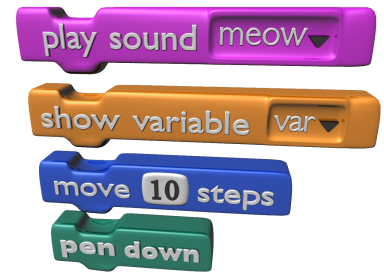 play sound meow
show variable var
move 10 steps
pen down